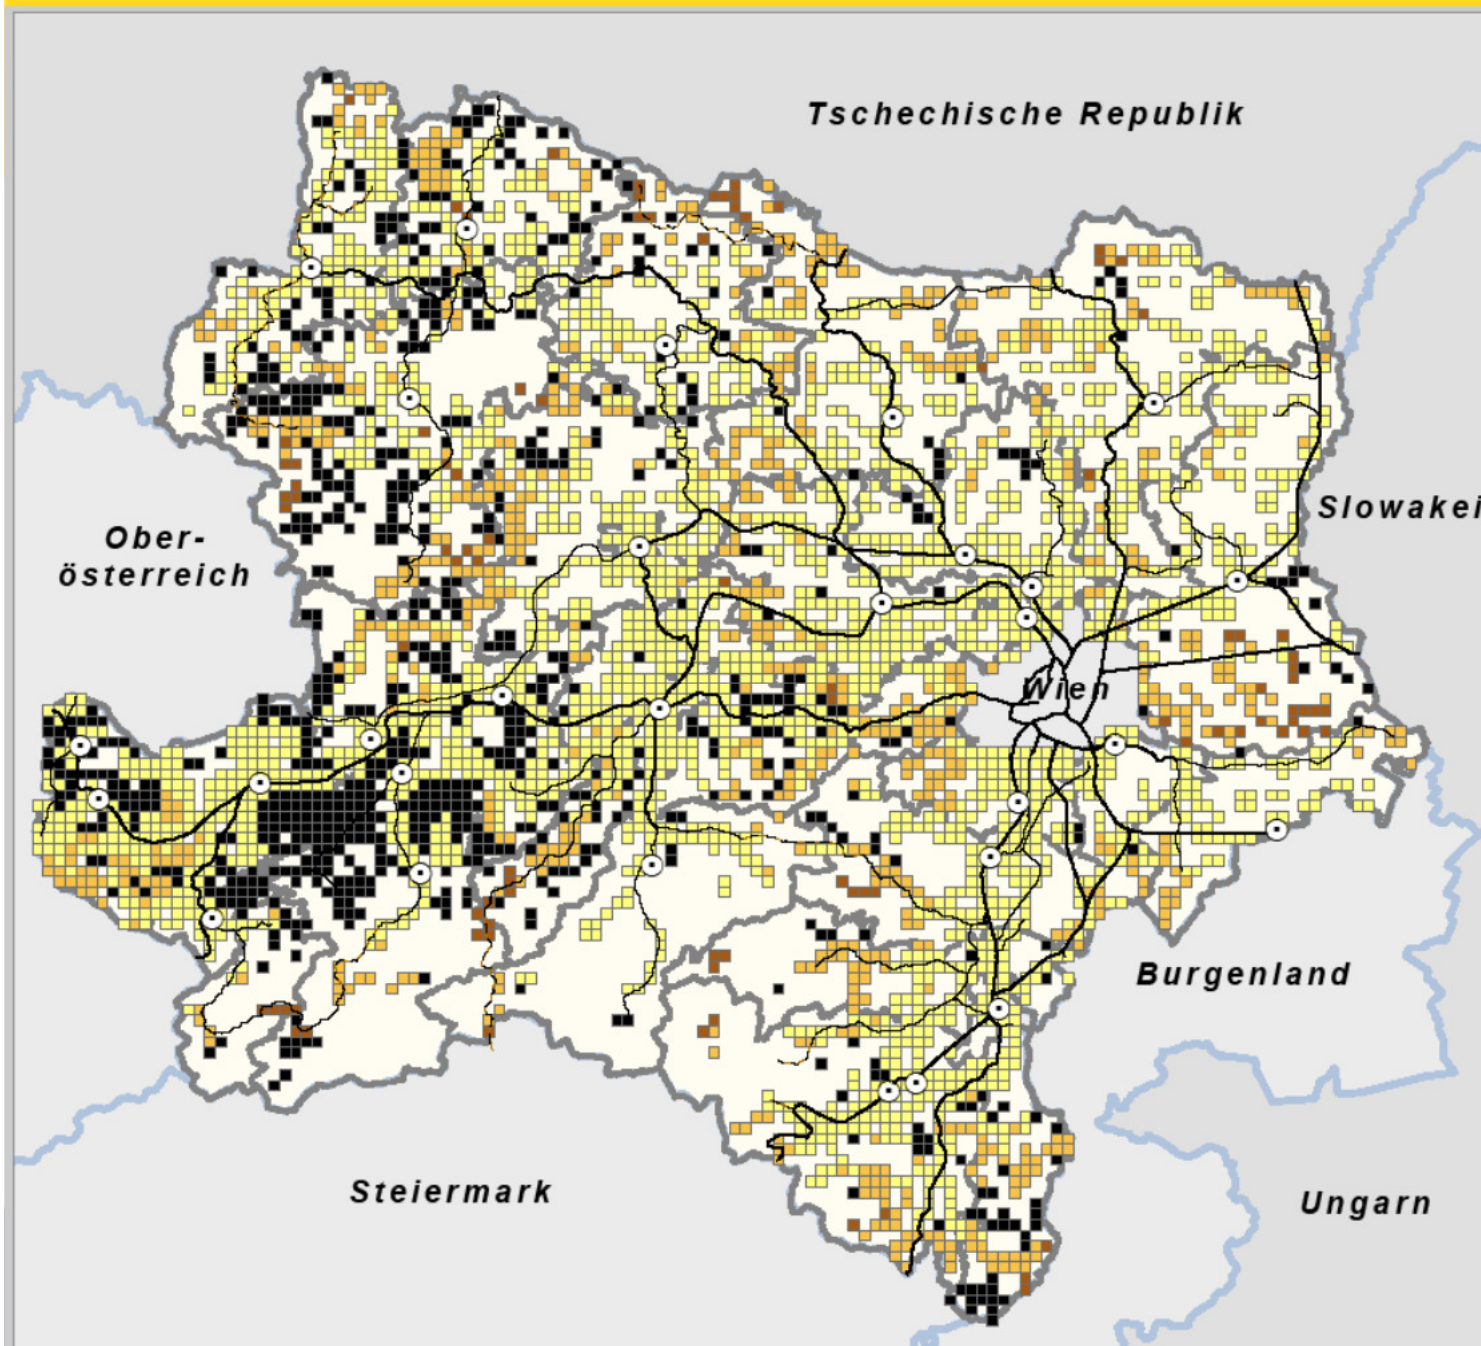 Tschechische Republik
Slowakei
Ober-
österreich
Wien
Burgenland
Steiermark
Ungarn